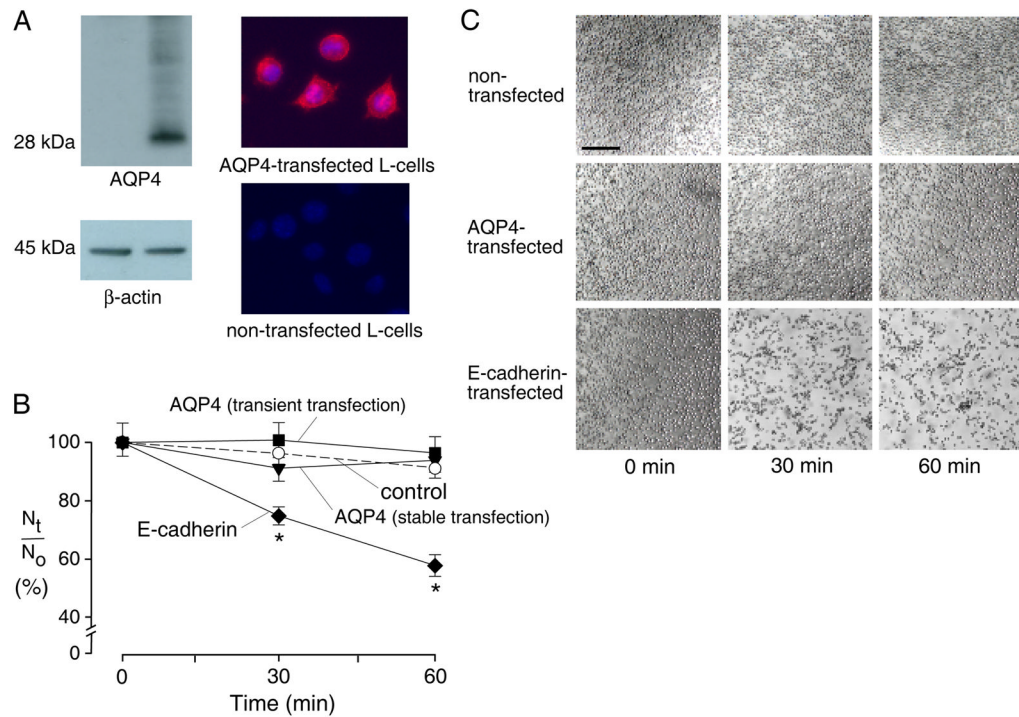 A
28 kDa
AQP4
45 kDa
β-actin
AQP4-transfected L-cells
non-transfected L-cells
B
AQP4 (transient transfection)
control
AQP4 (stable transfection)
E-cadherin
*
*
Nt
No
(%)
100
80
60
40
0
0
30
60
Time (min)
C
non-
transfected
AQP4-
transfected
E-cadherin-
transfected
0 min
30 min
60 min